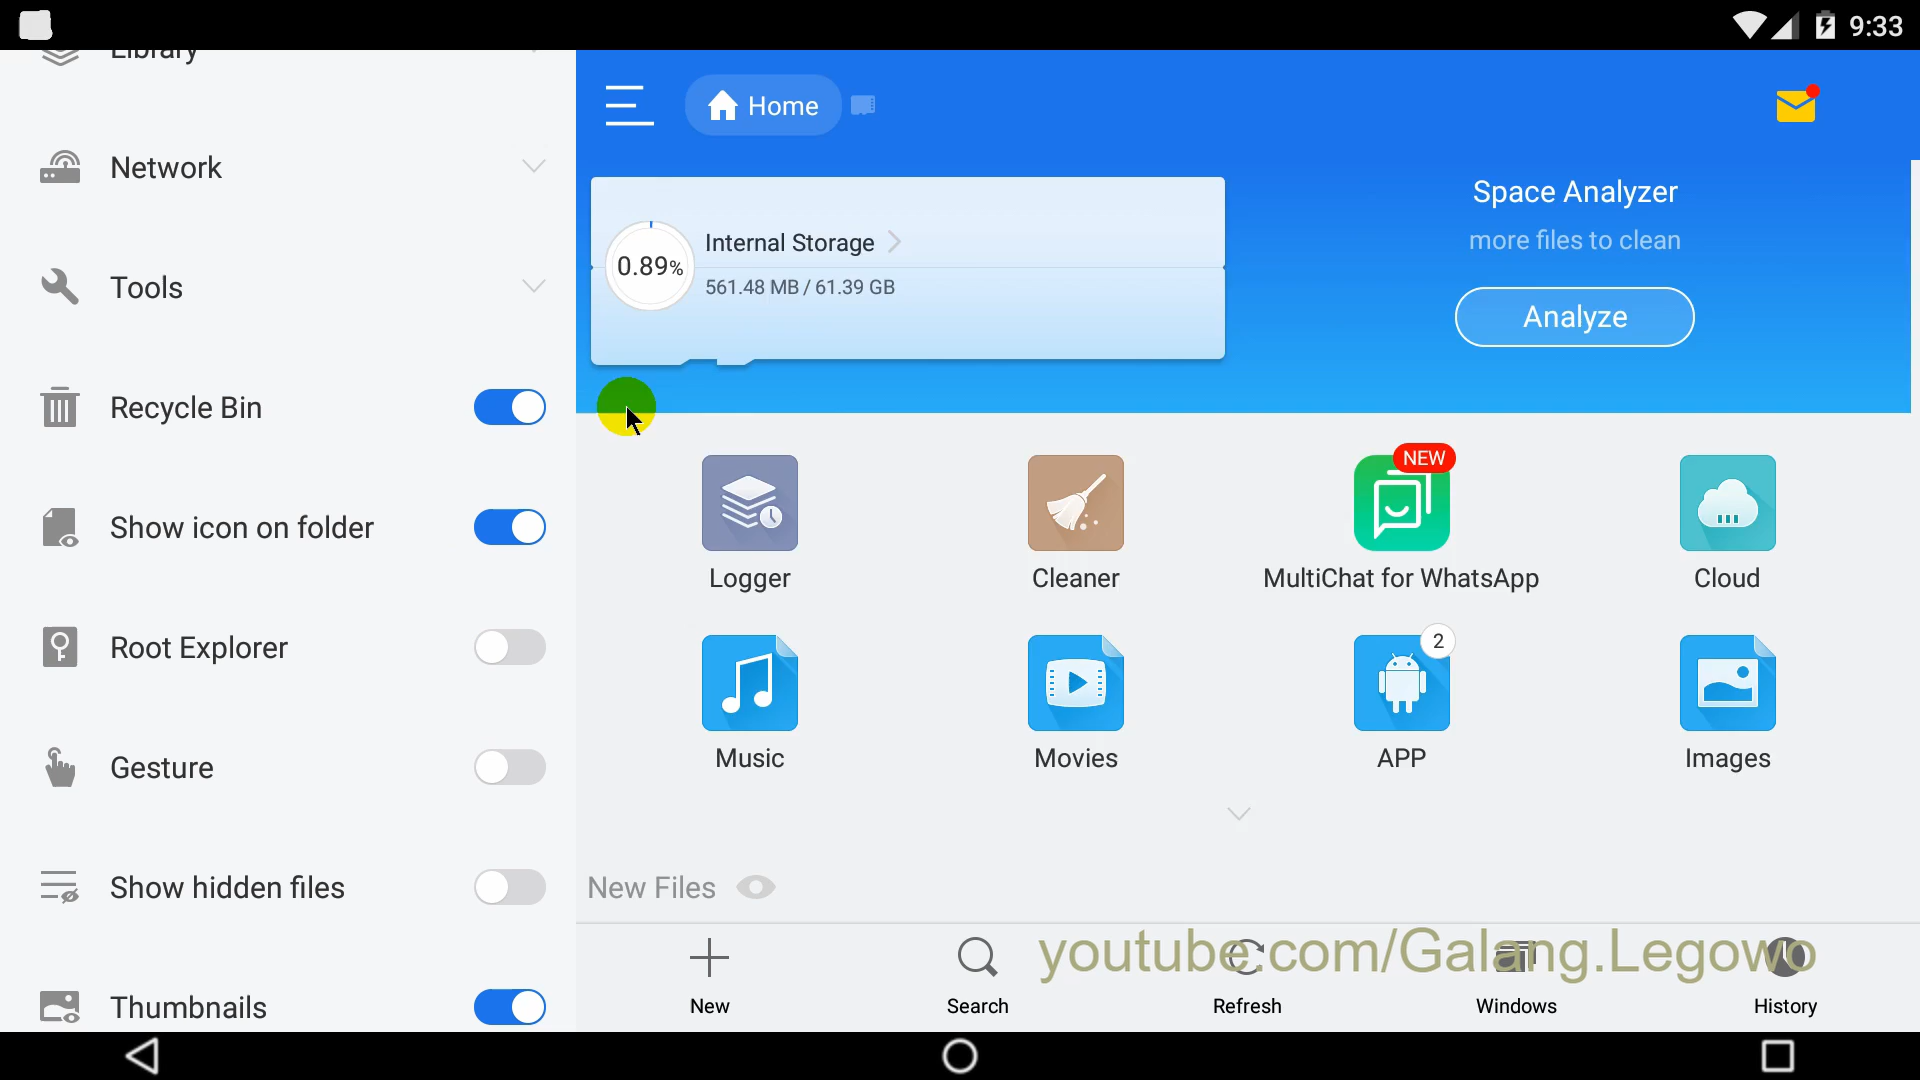 9:33
Library
Home
Network
Space Analyzer
more files to clean
Internal Storage
0.89%
561.48 MB / 61.39 GB
Analyze
Tools
Recycle Bin
Show icon on folder
Root Explorer
Gesture
Show hidden files
Thumbnails
NEW
Logger
Cleaner
MultiChat for WhatsApp
Cloud
2
Music
Movies
APP
Images
New Files
youtube.com/Galang.Legowo
New
Search
Refresh
Windows
History